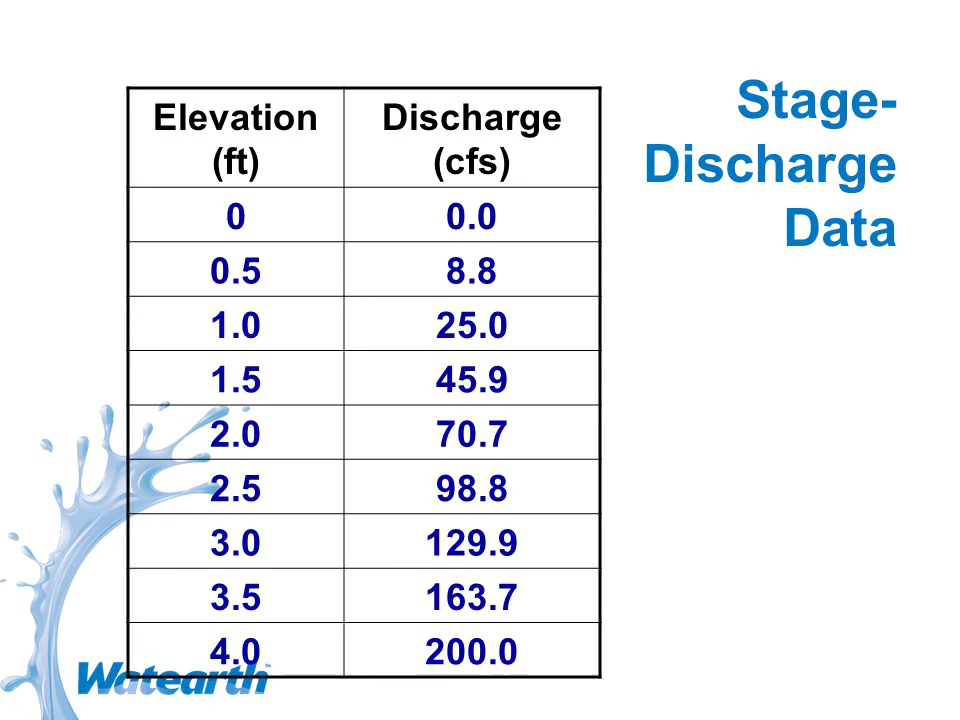 Stage-
Discharge
Data
Elevation (ft) Discharge (cfs)
0 0.0
0.5 8.8
1.0 25.0
1.5 45.9
2.0 70.7
2.5 98.8
3.0 129.9
3.5 163.7
4.0 200.0
Watearth™